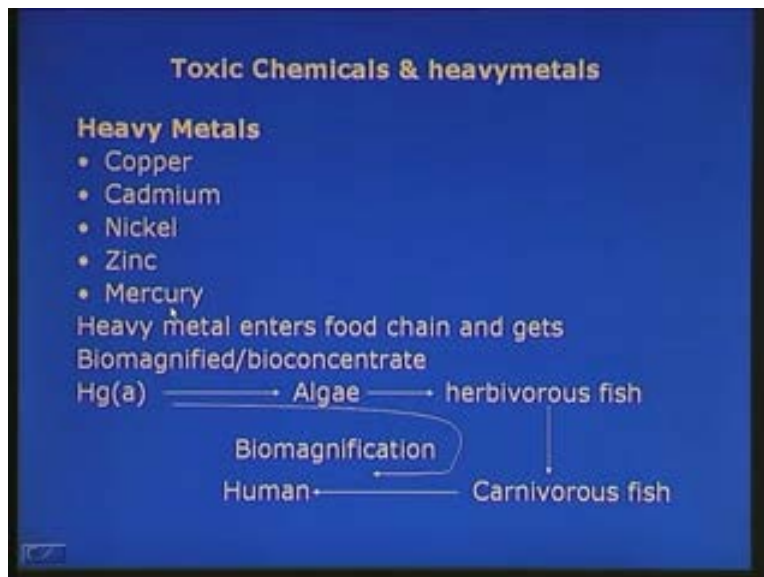 Toxic Chemicals & heavymetals
Heavy Metals
• Copper
• Cadmium
• Nickel
• Zinc
• Mercury
Heavy metal enters food chain and gets
Biomagnified/bioconcentrate
Hg(a) Algae herbivorous fish
Biomagnification
Human Carnivorous fish